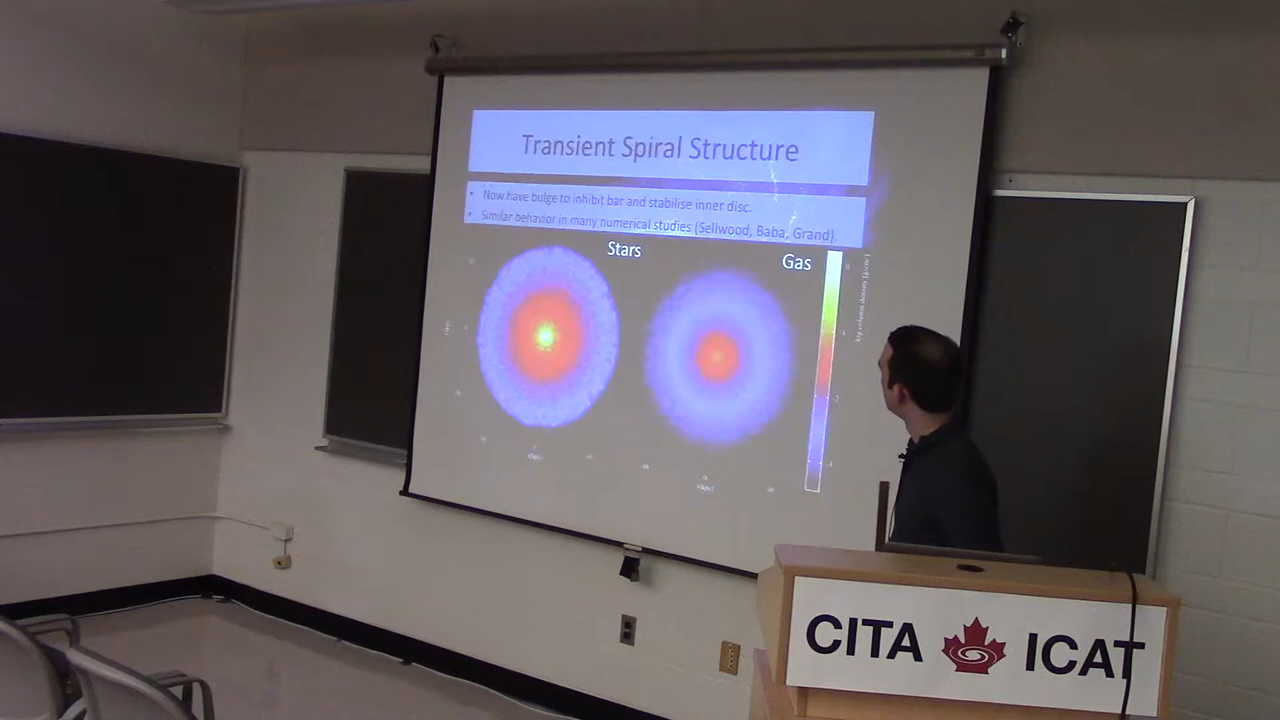 Transient Spiral Structure
• Now have bulge to inhibit bar and stabilise inner disc.
• Similar behavior in many numerical studies (Sellwood, Baba, Grand).
Stars
Gas
CITA ICAT